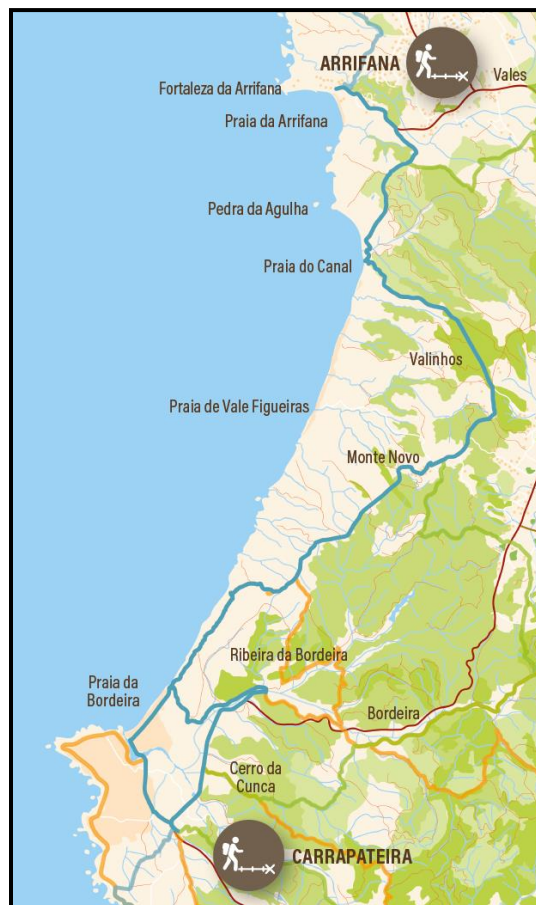 ARRIFANA
Vales
Fortaleza da Arrifana
Praia da Arrifana
Pedra da Agulha
Praia do Canal
Valinhos
Praia de Vale Figueiras
Monte Novo
Ribeira da Bordeira
Praia da
Bordeira
Bordeira
Cerro da
Cunca
CARRAPATEIRA